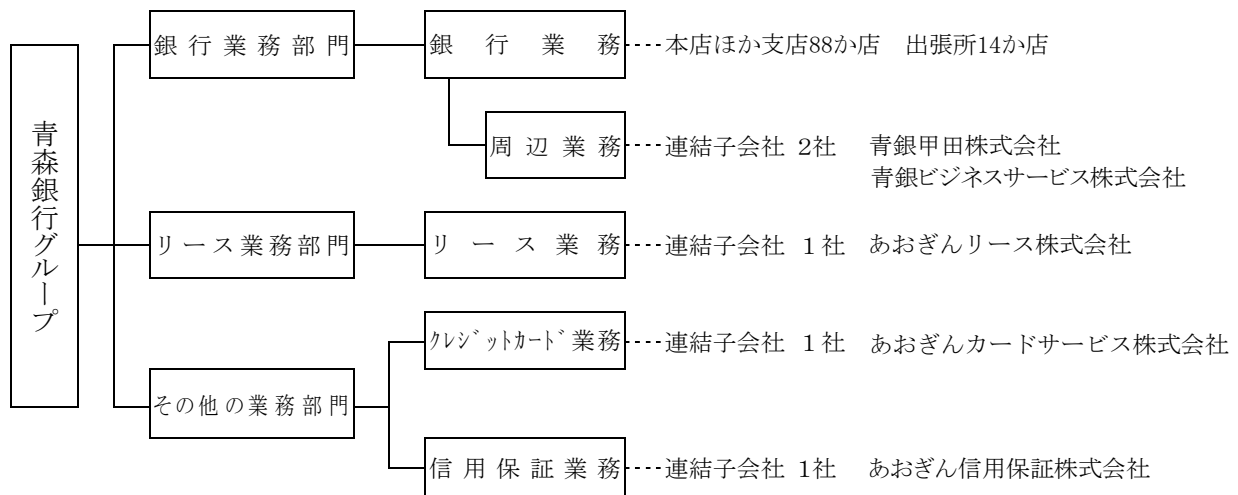 青森銀行グループ
銀行業務部門
銀行業務
本店ほか支店88か店 出張所14か店
周辺業務
連結子会社 2社 青銀甲田株式会社
青銀ビジネスサービス株式会社
リース業務部門
リース業務
連結子会社 1社 あおぎんリース株式会社
その他の業務部門
クレジットカード業務
連結子会社 1社 あおぎんカードサービス株式会社
信用保証業務
連結子会社 1社 あおぎん信用保証株式会社